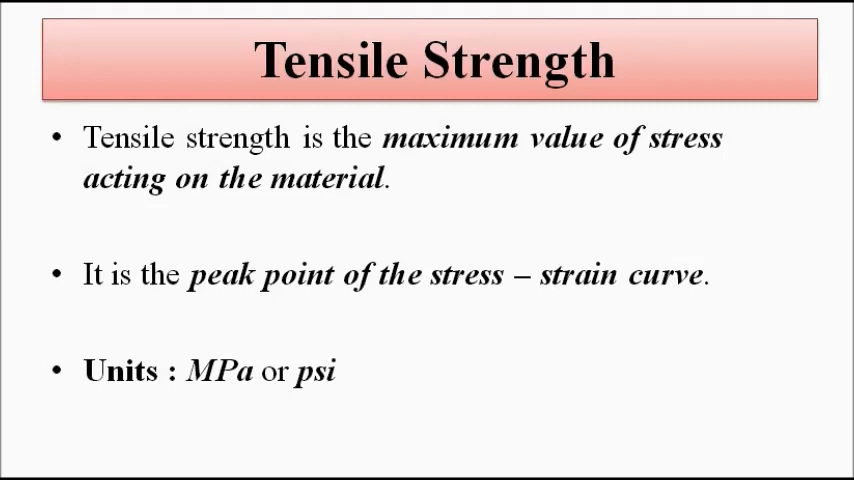 Tensile Strength
• Tensile strength is the maximum value of stress
acting on the material.
• It is the peak point of the stress – strain curve.
• Units : MPa or psi